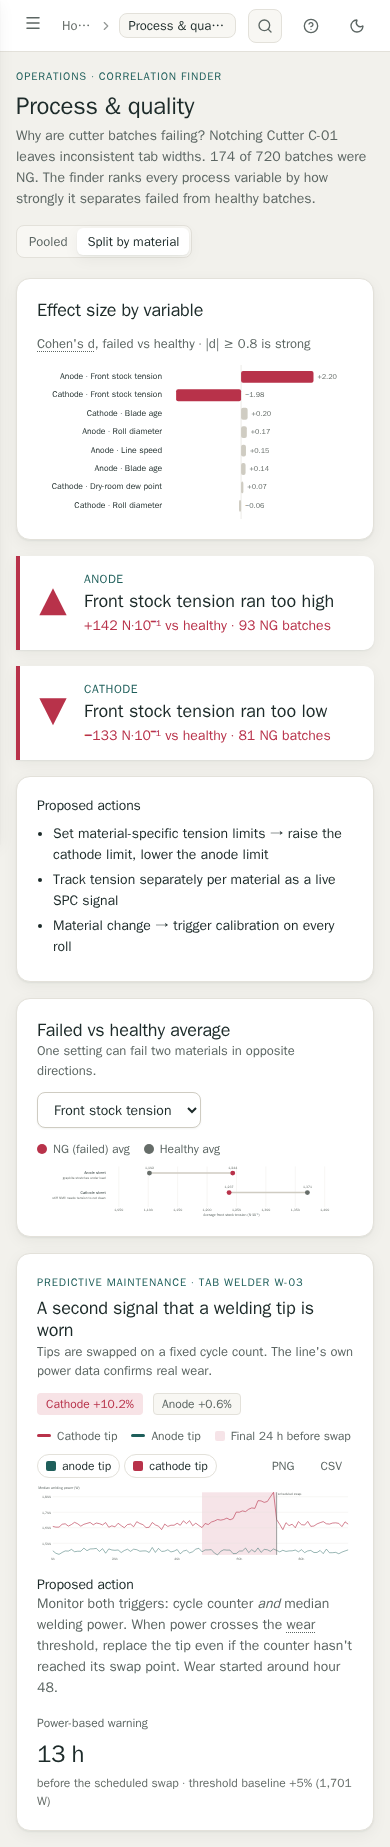 Ho···
Process & qua···
OPERATIONS · CORRELATION FINDER
Process & quality
Why are cutter batches failing? Notching Cutter C-01
leaves inconsistent tab widths. 174 of 720 batches were
NG. The finder ranks every process variable by how
strongly it separates failed from healthy batches.
Pooled
Split by material
Effect size by variable
Cohen's d, failed vs healthy · |d| ≥ 0.8 is strong
Anode · Front stock tension +2.20
Cathode · Front stock tension −1.98
Cathode · Blade age +0.20
Anode · Roll diameter +0.17
Anode · Line speed +0.15
Anode · Blade age +0.14
Cathode · Dry-room dew point +0.07
Cathode · Roll diameter −0.06
ANODE
Front stock tension ran too high
+142 N·10⁻¹ vs healthy · 93 NG batches
CATHODE
Front stock tension ran too low
−133 N·10⁻¹ vs healthy · 81 NG batches
Proposed actions
• Set material-specific tension limits → raise the
cathode limit, lower the anode limit
• Track tension separately per material as a live
SPC signal
• Material change → trigger calibration on every
roll
Failed vs healthy average
One setting can fail two materials in opposite
directions.
Front stock tension
NG (failed) avg
Healthy avg
Anode street
Cathode street
PREDICTIVE MAINTENANCE · TAB WELDER W-03
A second signal that a welding tip is
worn
Tips are swapped on a fixed cycle count. The line's own
power data confirms real wear.
Cathode +10.2%
Anode +0.6%
Cathode tip
Anode tip
Final 24 h before swap
anode tip
cathode tip
PNG
CSV
Median welding power (W)
Proposed action
Monitor both triggers: cycle counter and median
welding power. When power crosses the wear
threshold, replace the tip even if the counter hasn't
reached its swap point. Wear started around hour
48.
Power-based warning
13 h
before the scheduled swap · threshold baseline +5% (1,701
W)